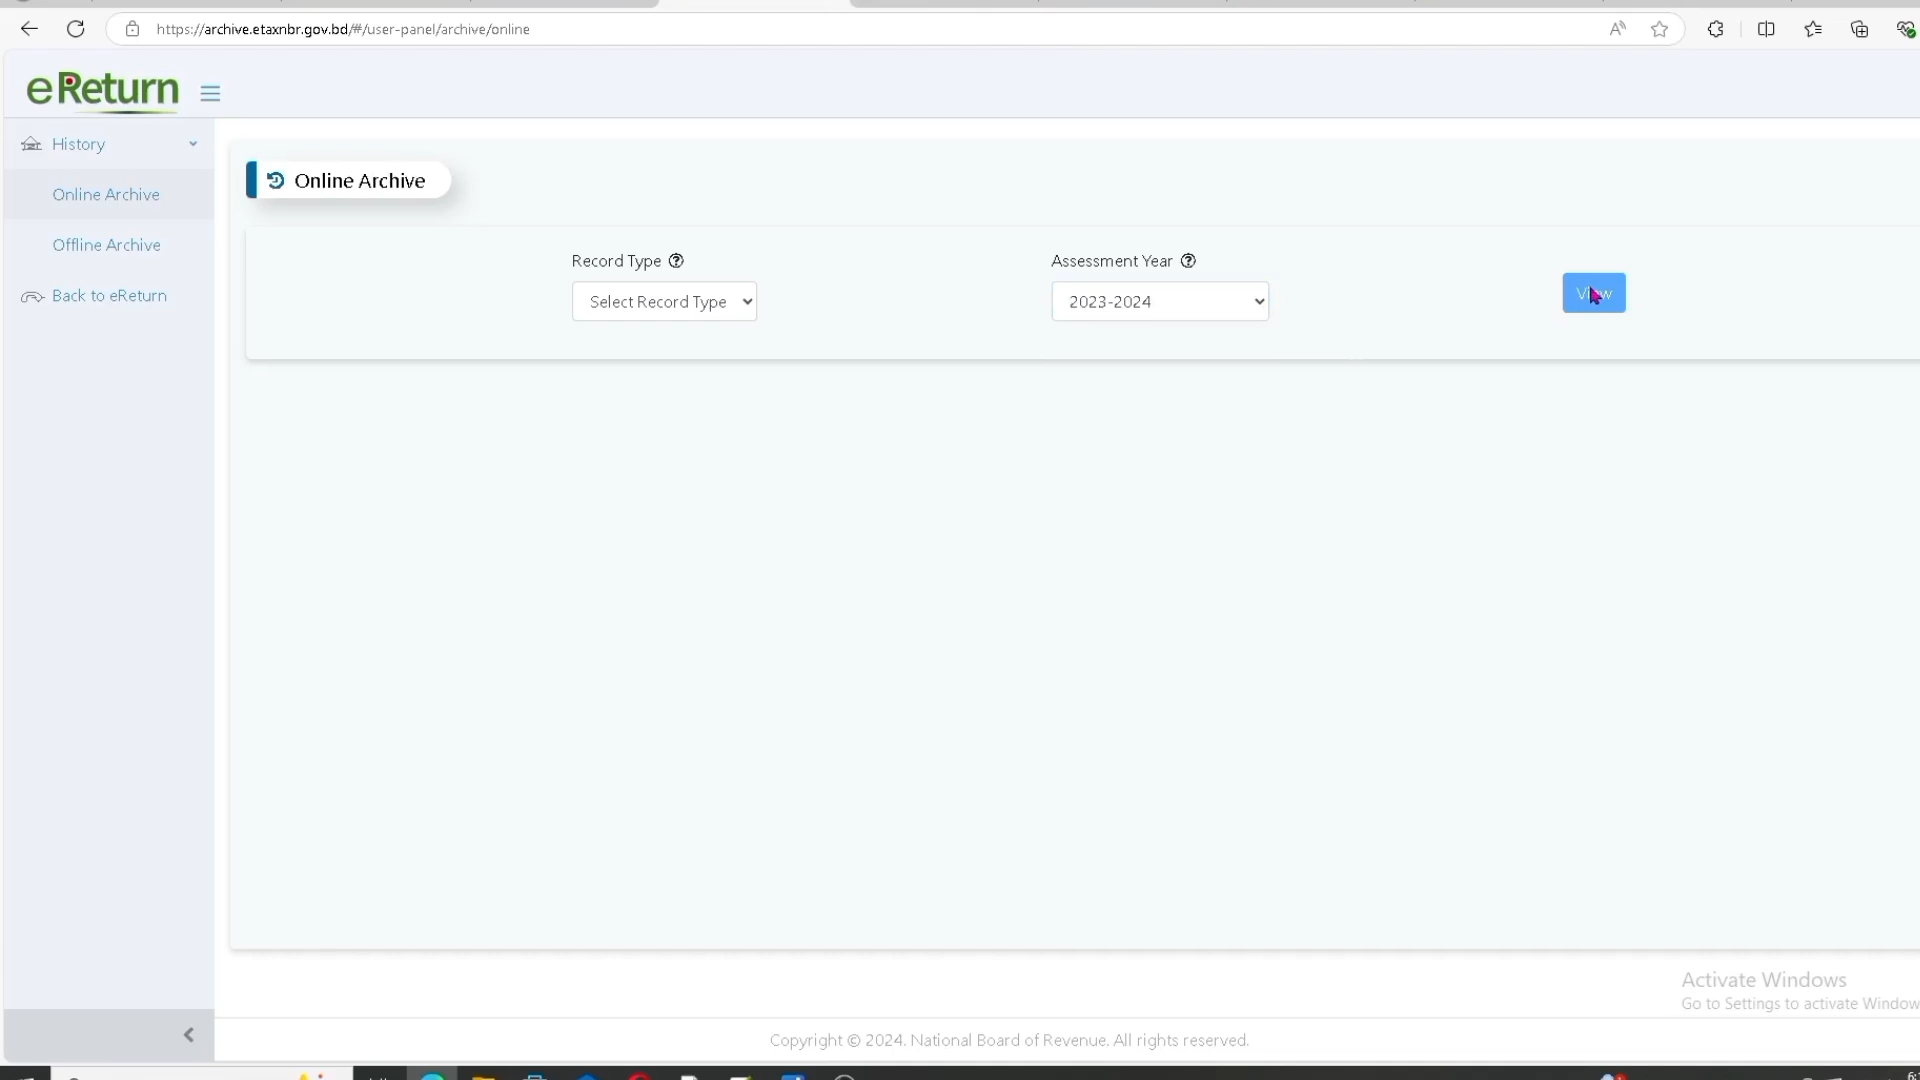 https://archive.etaxnbr.gov.bd/#/user-panel/archive/online
eReturn
History
Online Archive
Offline Archive
Back to eReturn
Online Archive
Record Type
Select Record Type
Assessment Year
2023-2024
View
Activate Windows
Go to Settings to activate Window
Copyright © 2024. National Board of Revenue. All rights reserved.